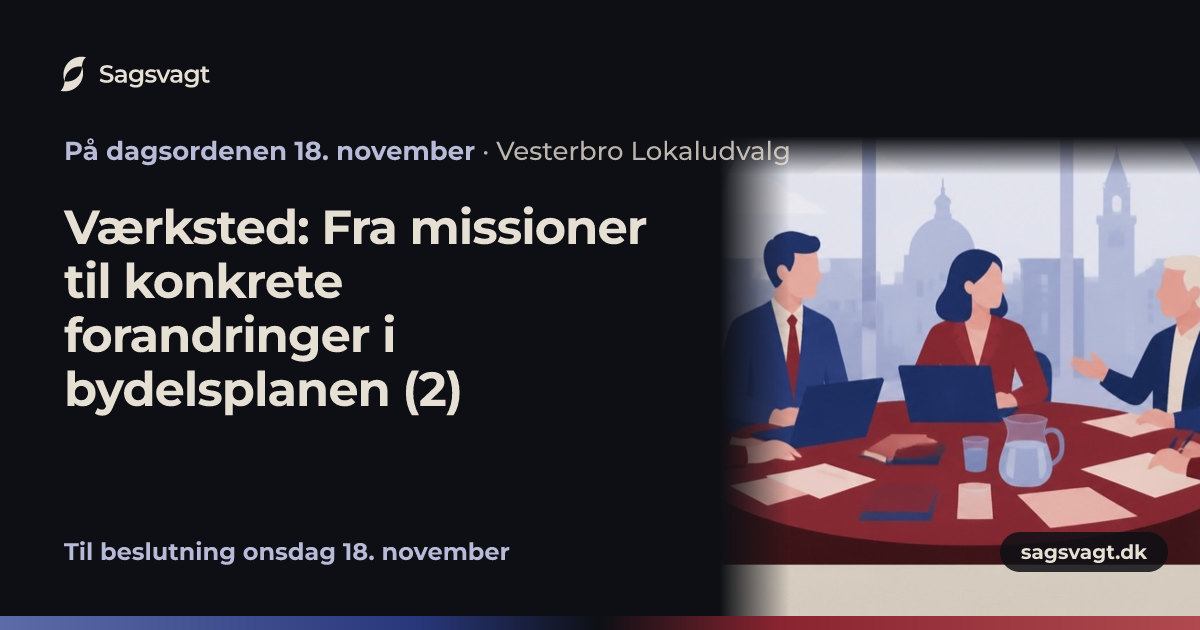 Sagsvagt
På dagsordenen 18. november · Vesterbro Lokaludvalg
Værksted: Fra missioner
til konkrete
forandringer i
bydelsplanen (2)
Til beslutning onsdag 18. november
sagsvagt.dk